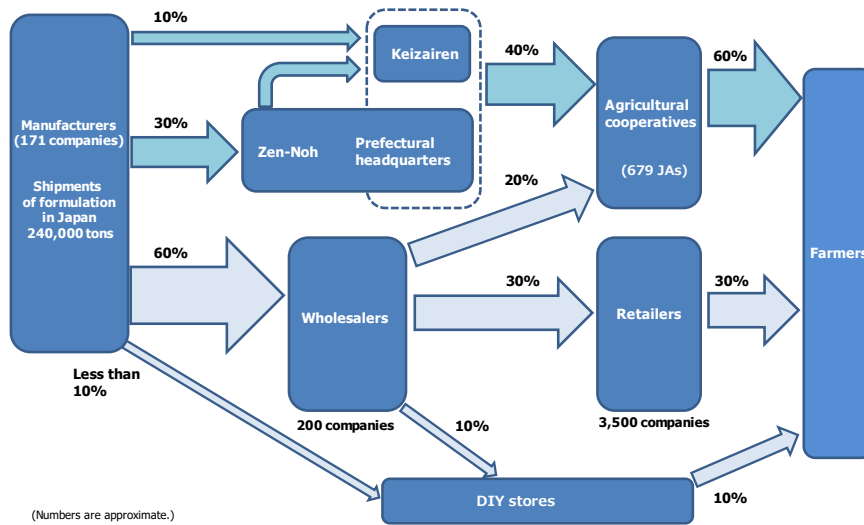 10%
Keizairen
40%
60%
Manufacturers
(171 companies)
Shipments
of formulation
in Japan
240,000 tons
30%
Zen-Noh
Prefectural
headquarters
Agricultural
cooperatives
(679 JAs)
20%
60%
Wholesalers
30%
Retailers
30%
Farmers
Less than
10%
200 companies
10%
3,500 companies
DIY stores
10%
(Numbers are approximate.)